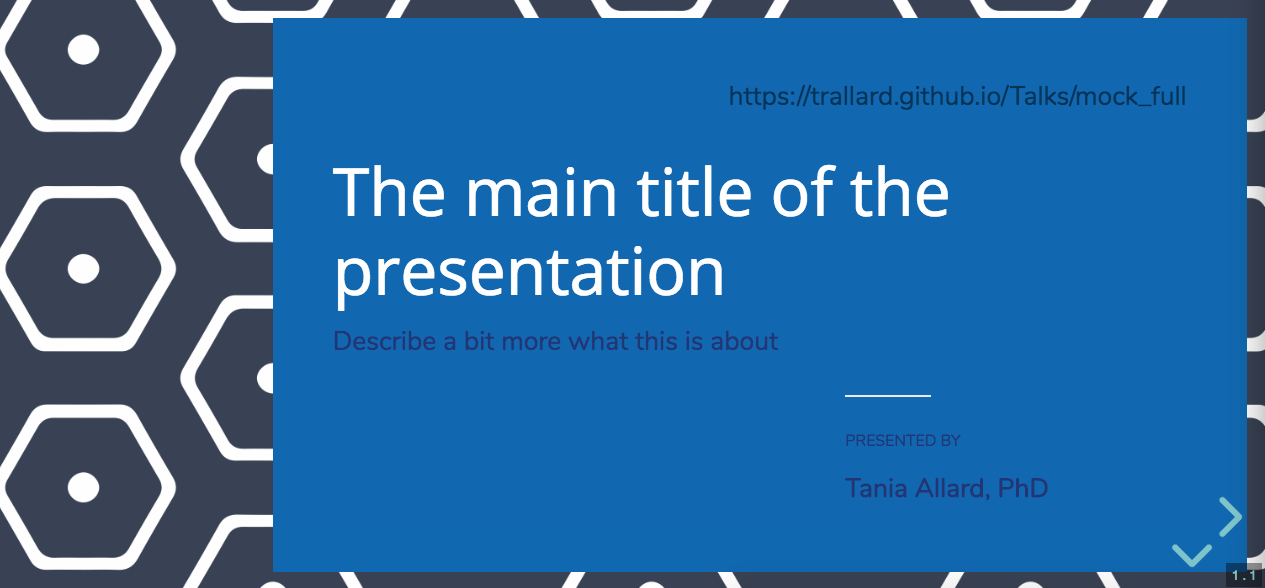 https://trallard.github.io/Talks/mock_full
The main title of the
presentation
Describe a bit more what this is about
PRESENTED BY
Tania Allard, PhD
1.1